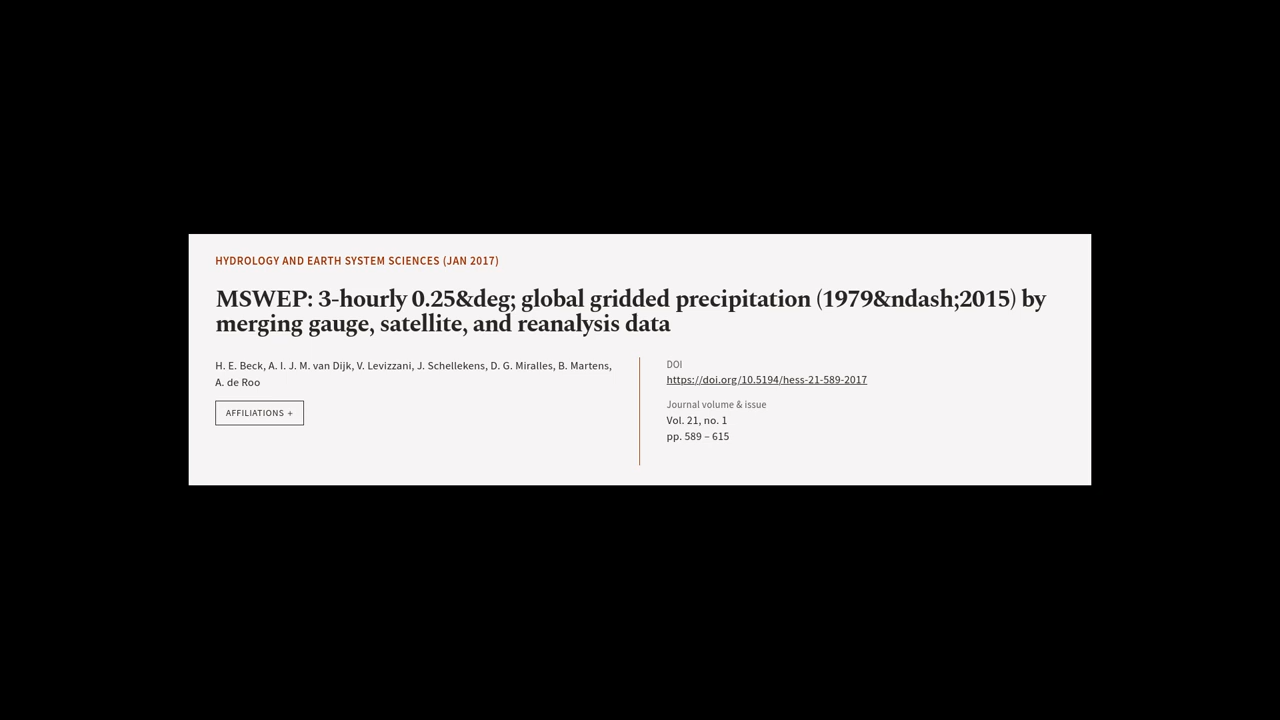 HYDROLOGY AND EARTH SYSTEM SCIENCES (JAN 2017)
MSWEP: 3-hourly 0.25&deg; global gridded precipitation (1979&ndash;2015) by
merging gauge, satellite, and reanalysis data
H. E. Beck, A. I. J. M. van Dijk, V. Levizzani, J. Schellekens, D. G. Miralles, B. Martens,
A. de Roo
AFFILIATIONS +
DOI
https://doi.org/10.5194/hess-21-589-2017
Journal volume & issue
Vol. 21, no. 1
pp. 589 – 615